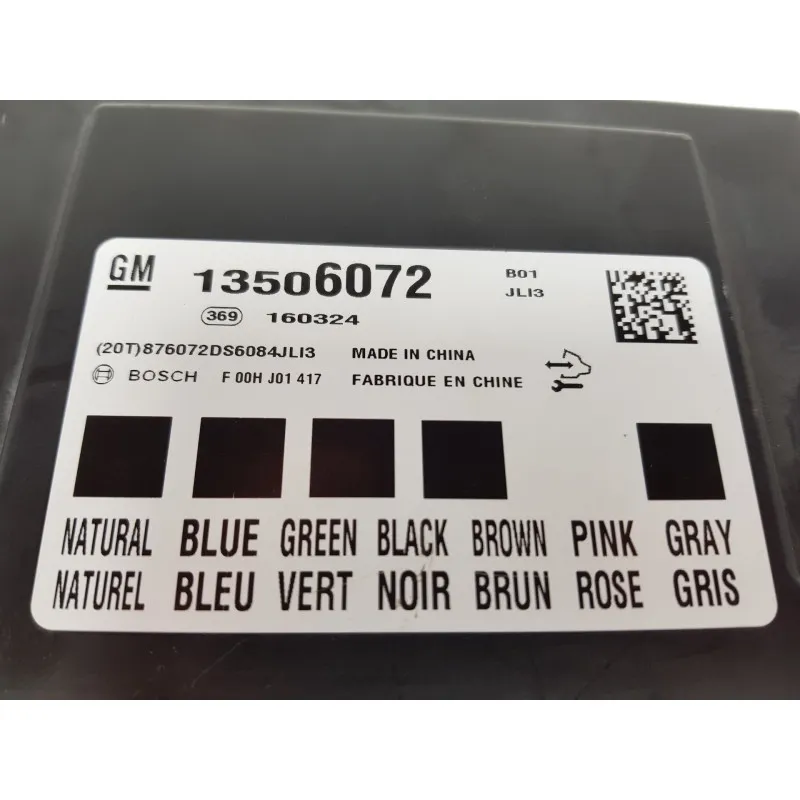 GM 13506072 B01
JLI3
369 160324
(20T)876072DS6084JLI3 MADE IN CHINA
BOSCH F 00H J01 417 FABRIQUE EN CHINE
NATURAL BLUE GREEN BLACK BROWN PINK GRAY
NATUREL BLEU VERT NOIR BRUN ROSE GRIS